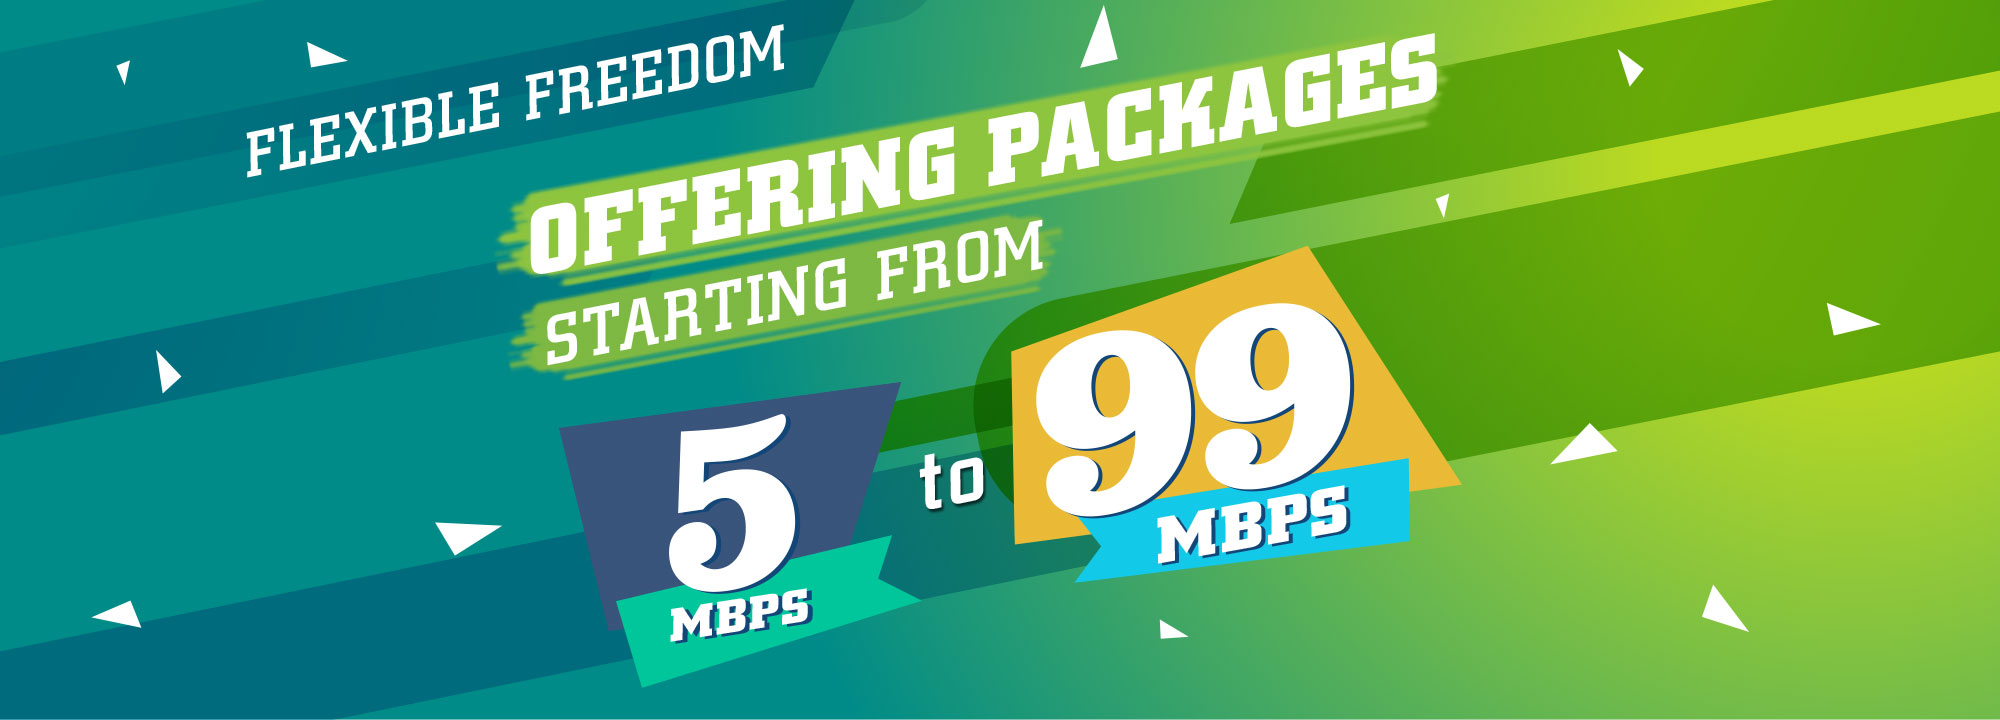 FLEXIBLE FREEDOM
OFFERING PACKAGES
STARTING FROM
5 to 99
MBPS MBPS